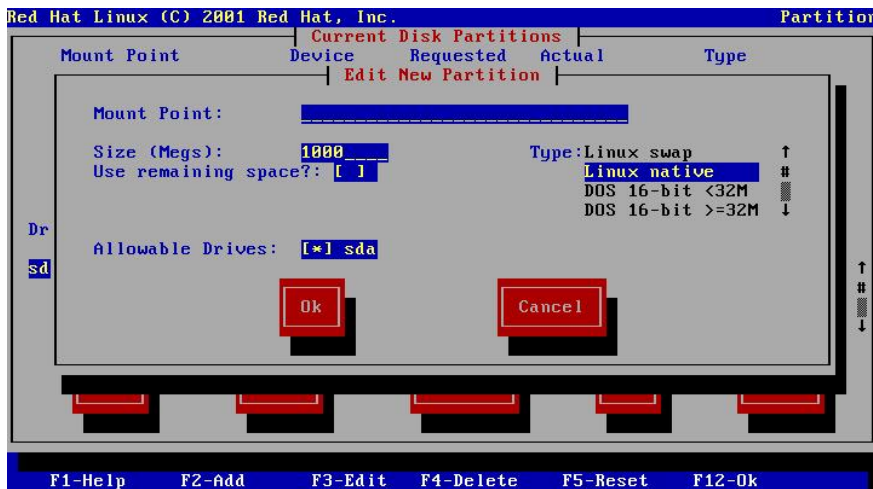 Red Hat Linux (C) 2001 Red Hat, Inc. Partition
Current Disk Partitions
Mount Point Device Requested Actual Type
Edit New Partition
Mount Point: ______________________________
Size (Megs): 1000____ Type:Linux swap ↑
Use remaining space?: [ ] Linux native #
DOS 16-bit <32M ▒
DOS 16-bit >=32M ↓
Dr
Allowable Drives: [*] sda
sd ↑
#
▒
↓
Ok Cancel
F1-Help F2-Add F3-Edit F4-Delete F5-Reset F12-Ok